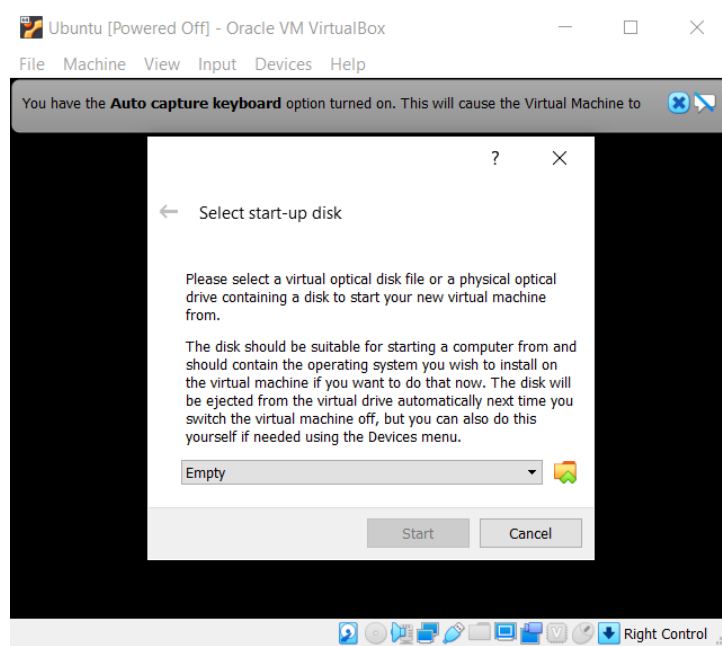 Ubuntu [Powered Off] - Oracle VM VirtualBox
File Machine View Input Devices Help
You have the Auto capture keyboard option turned on. This will cause the Virtual Machine to
?
Select start-up disk
Please select a virtual optical disk file or a physical optical
drive containing a disk to start your new virtual machine
from.
The disk should be suitable for starting a computer from and
should contain the operating system you wish to install on
the virtual machine if you want to do that now. The disk will
be ejected from the virtual drive automatically next time you
switch the virtual machine off, but you can also do this
yourself if needed using the Devices menu.
Empty
Start Cancel
Right Control